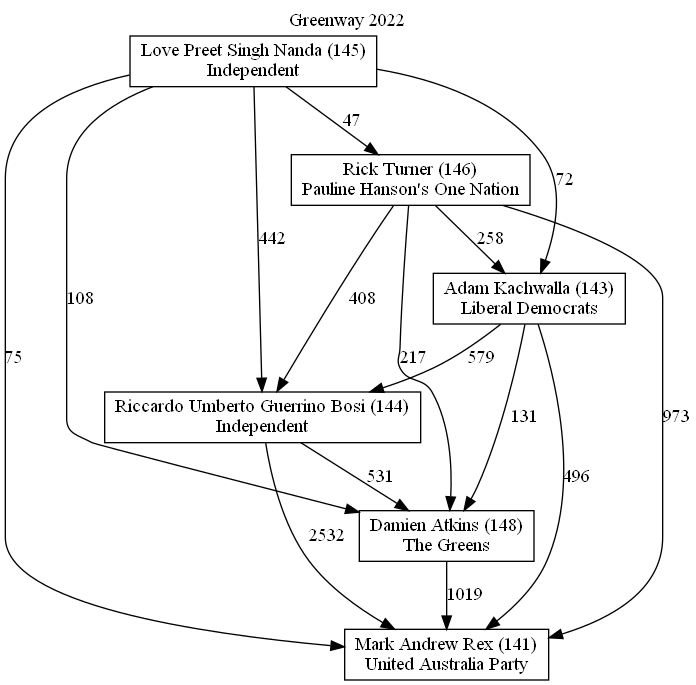 Greenway 2022
Love Preet Singh Nanda (145)
Independent
47
Rick Turner (146)
Pauline Hanson's One Nation
72
442
408
258
Adam Kachwalla (143)
Liberal Democrats
108
75
217
579
Riccardo Umberto Guerrino Bosi (144)
Independent
131
973
531
496
2532
Damien Atkins (148)
The Greens
1019
Mark Andrew Rex (141)
United Australia Party